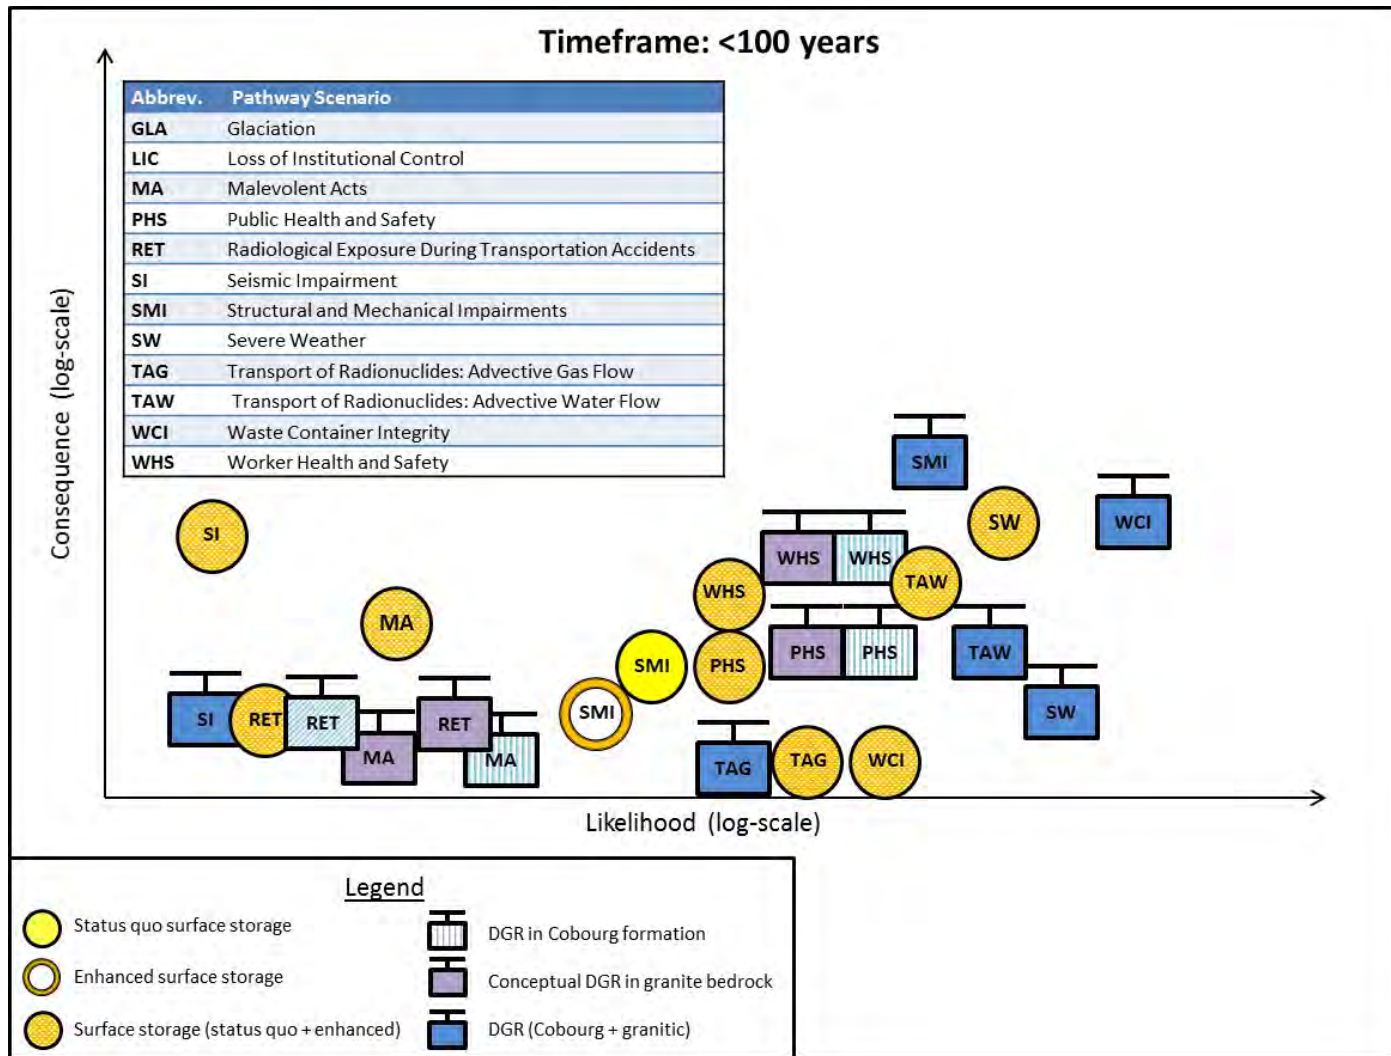 Timeframe: <100 years
Abbrev. Pathway Scenario
GLA Glaciation
LIC Loss of Institutional Control
MA Malevolent Acts
PHS Public Health and Safety
RET Radiological Exposure During Transportation Accidents
SI Seismic Impairment
SMI Structural and Mechanical Impairments
SW Severe Weather
TAG Transport of Radionuclides: Advective Gas Flow
TAW Transport of Radionuclides: Advective Water Flow
WCI Waste Container Integrity
WHS Worker Health and Safety
Consequence (log-scale)
SMI
SI
SW
WCI
WHS
WHS
TAW
WHS
MA
SMI
PHS
PHS
PHS
TAW
SI
RET
RET
RET
SMI
SW
MA
MA
TAG
TAG
WCI
Likelihood (log-scale)
Legend
Status quo surface storage
DGR in Cobourg formation
Enhanced surface storage
Conceptual DGR in granite bedrock
Surface storage (status quo + enhanced)
DGR (Cobourg + granitic)